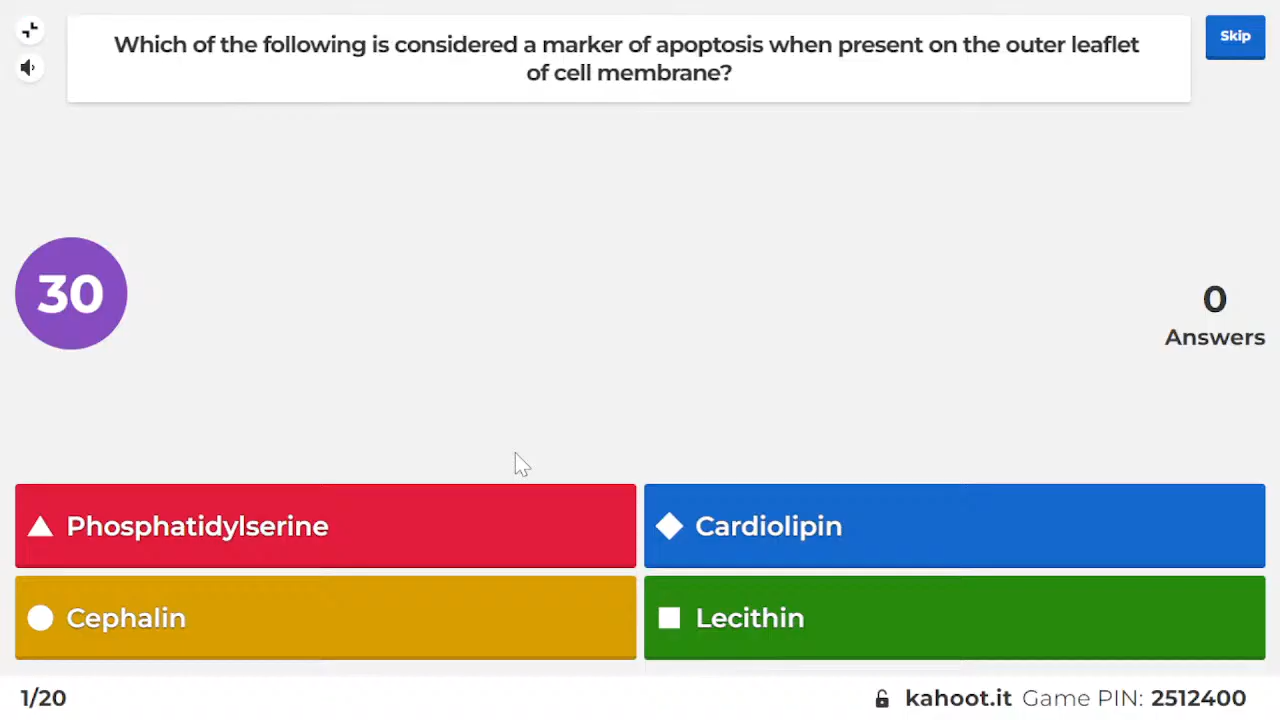 Which of the following is considered a marker of apoptosis when present on the outer leaflet
of cell membrane?
Skip
30
0
Answers
Phosphatidylserine
Cardiolipin
Cephalin
Lecithin
1/20
kahoot.it Game PIN: 2512400